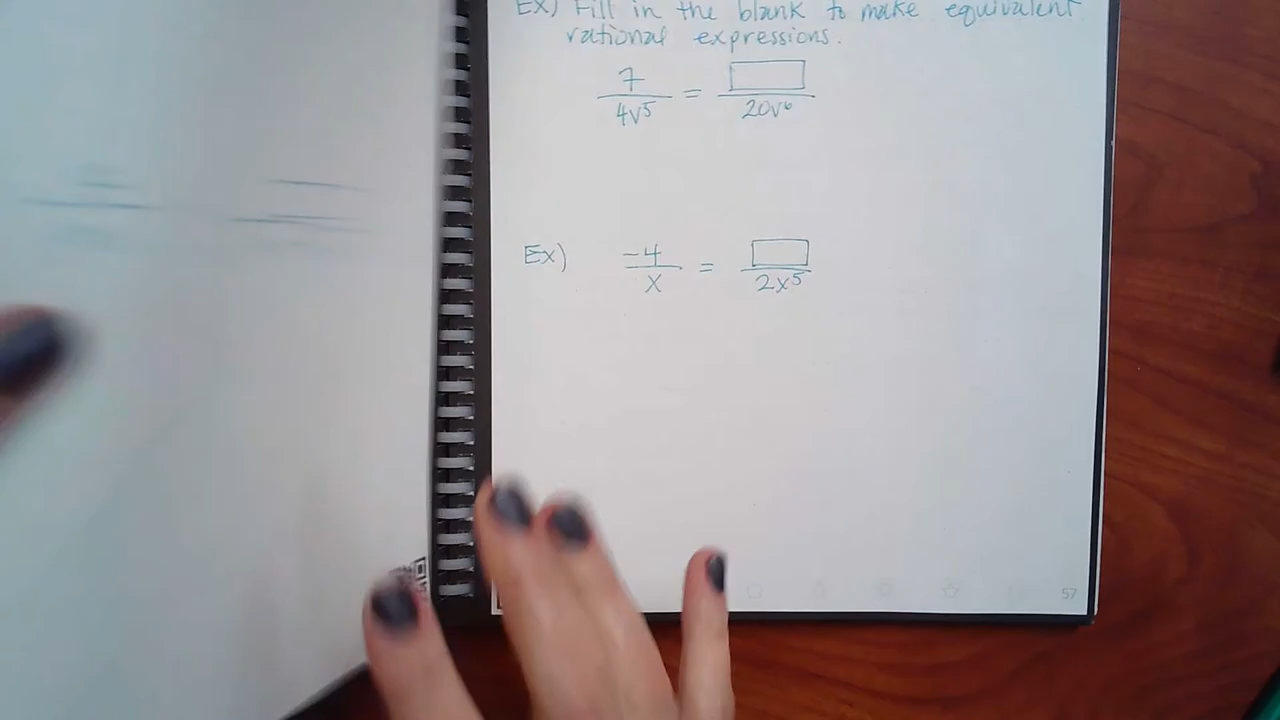 Ex) Fill in the blank to make equivalent
rational expressions.
7/4v⁵ = □/20v⁶
Ex) -4/x = □/2x⁵
57